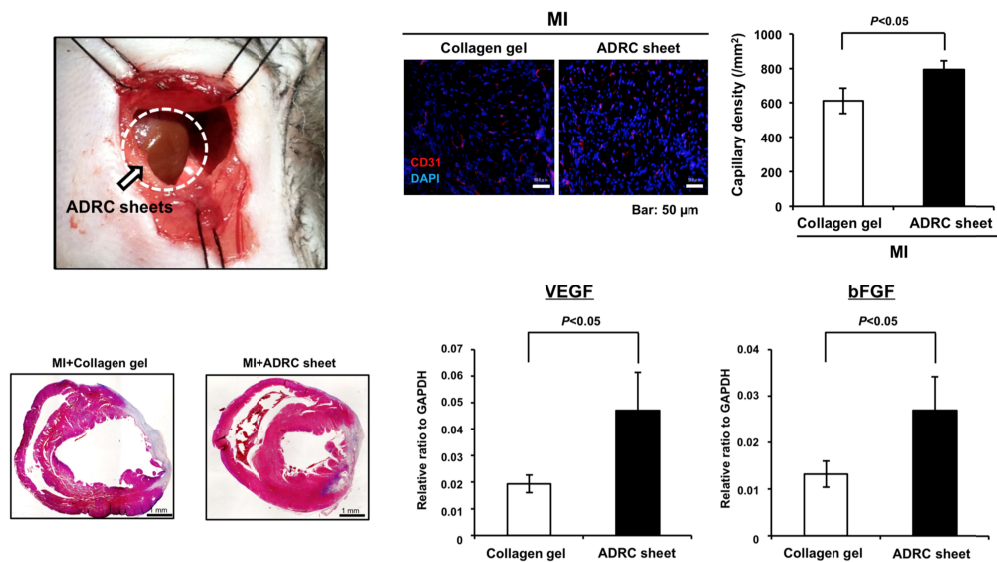 ADRC sheets
MI
Collagen gel
ADRC sheet
CD31
DAPI
Bar: 50 μm
P<0.05
Capillary density (/mm²)
1000
800
600
400
200
0
Collagen gel
ADRC sheet
MI
MI+Collagen gel
MI+ADRC sheet
1 mm
1 mm
VEGF
P<0.05
Relative ratio to GAPDH
0.07
0.06
0.05
0.04
0.03
0.02
0.01
0
Collagen gel
ADRC sheet
bFGF
P<0.05
Relative ratio to GAPDH
0.04
0.03
0.02
0.01
0
Collagen gel
ADRC sheet